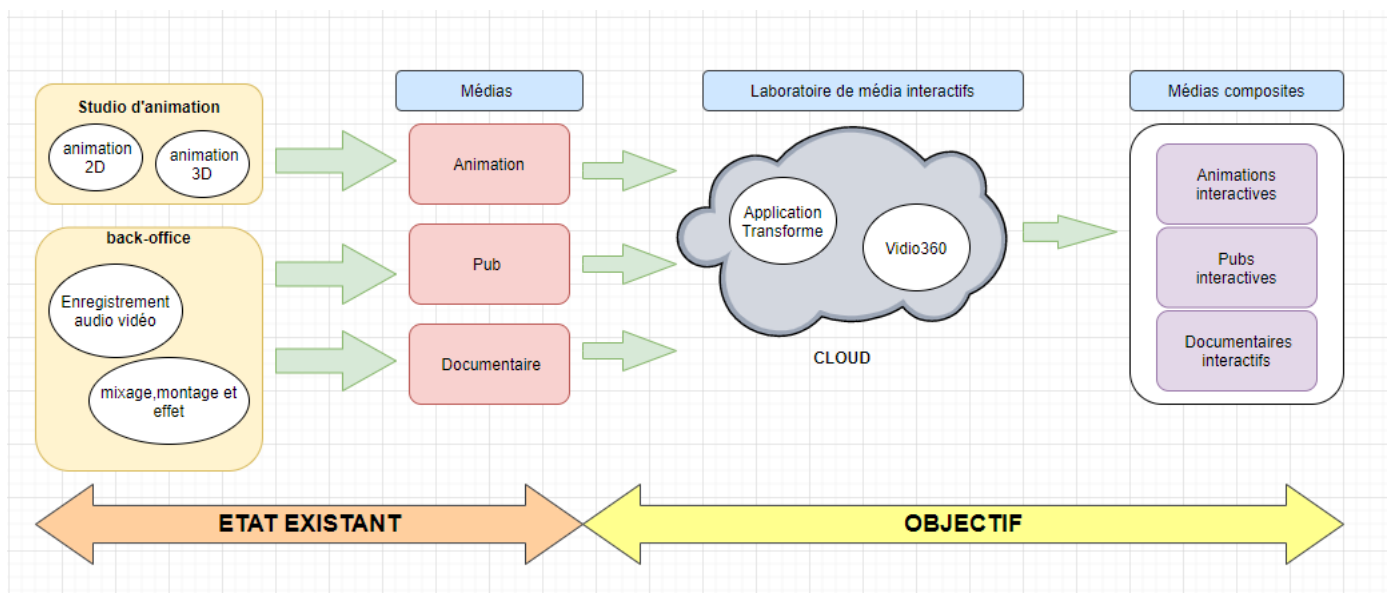 Studio d'animation
animation
2D
animation
3D
back-office
Enregistrement
audio vidéo
mixage,montage et
effet
Médias
Animation
Pub
Documentaire
Laboratoire de média interactifs
Application
Transforme
Vidio360
CLOUD
Médias composites
Animations
interactives
Pubs
interactives
Documentaires
interactifs
ETAT EXISTANT
OBJECTIF